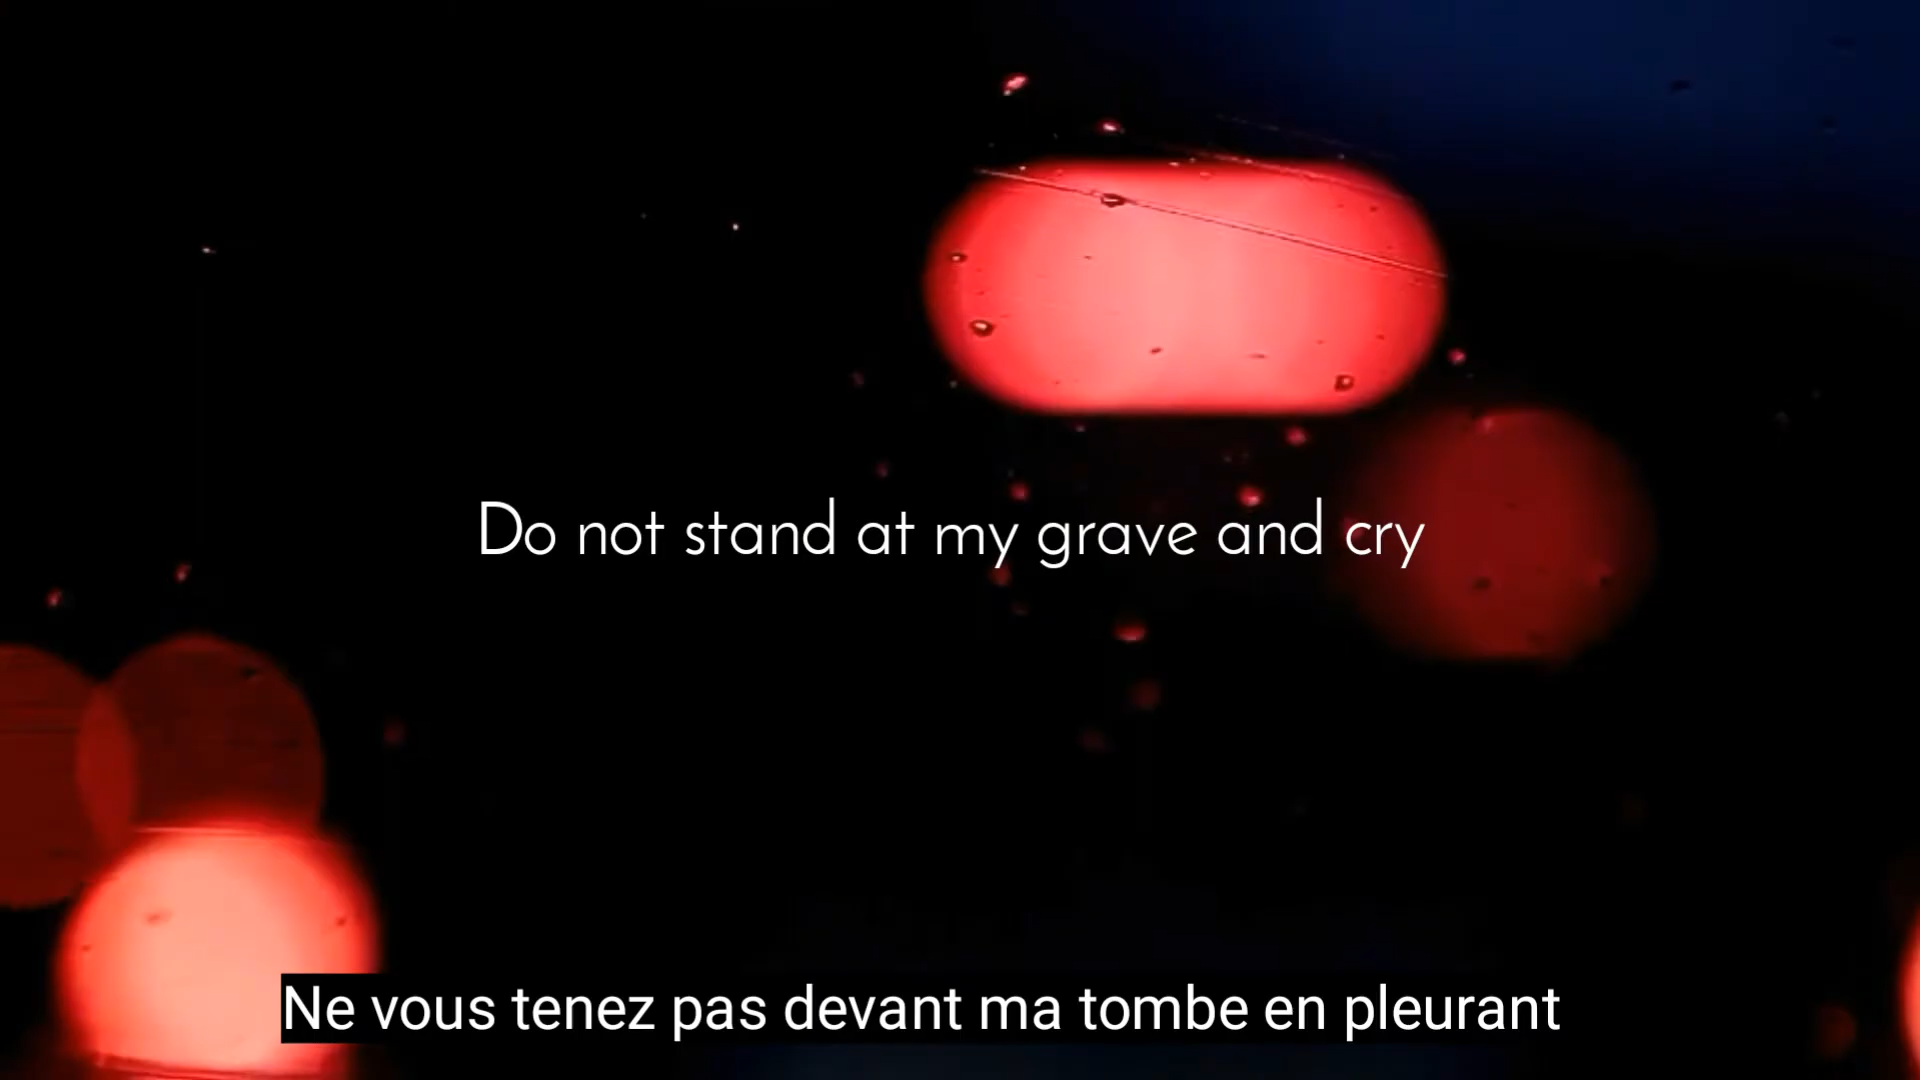 Do not stand at my grave and cry
Ne vous tenez pas devant ma tombe en pleurant